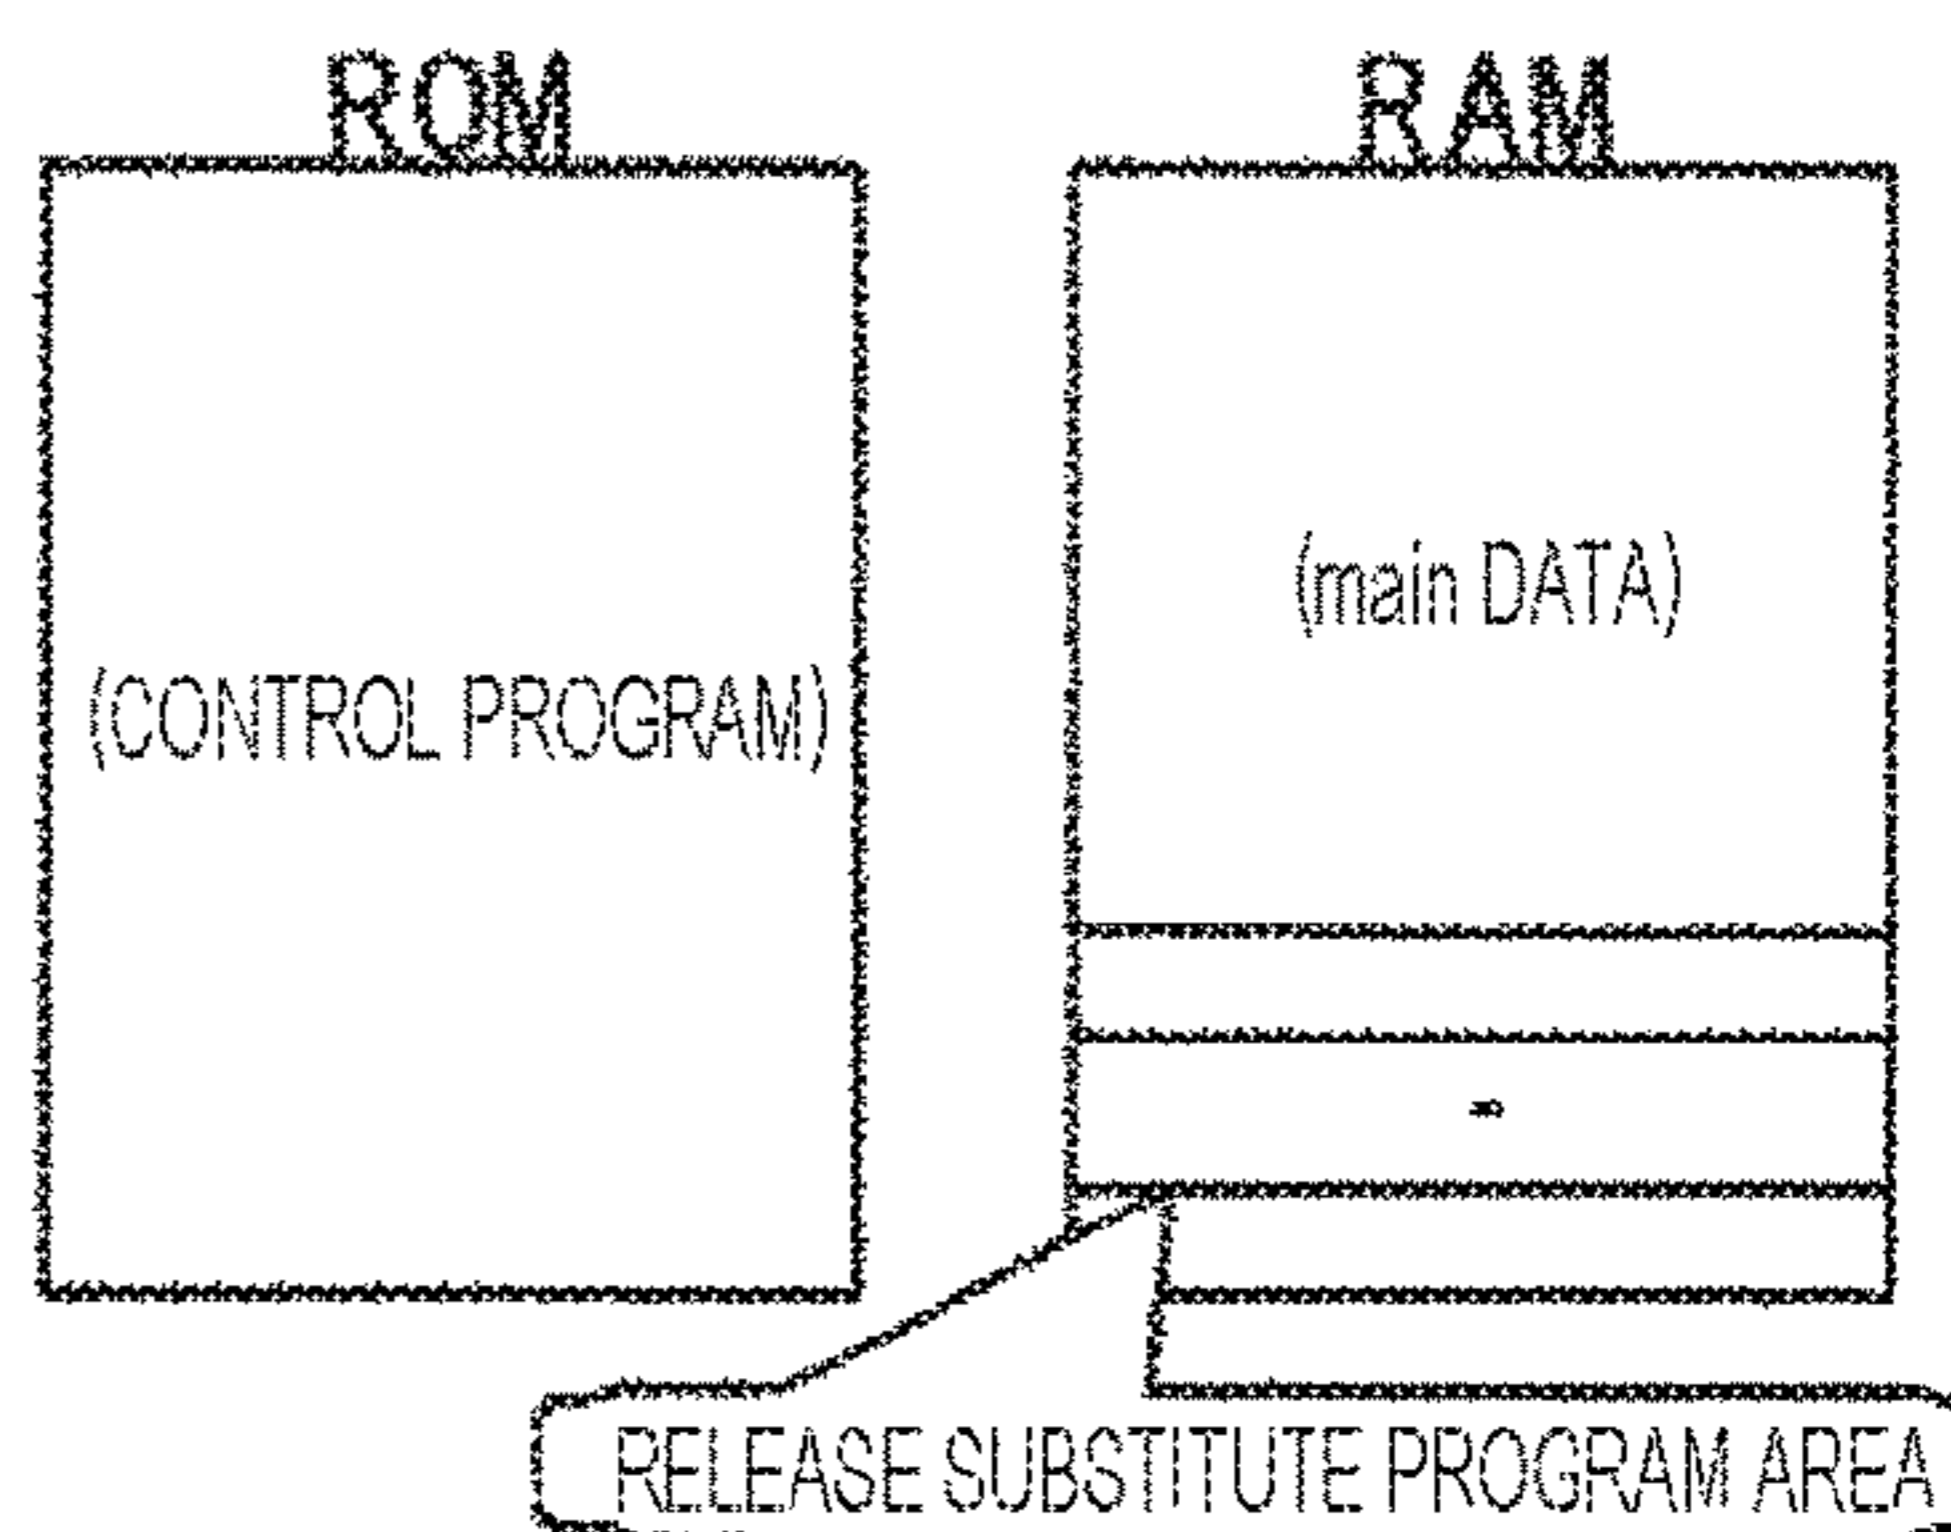 ROM
RAM
(main DATA)
(CONTROL PROGRAM)
RELEASE SUBSTITUTE PROGRAM AREA